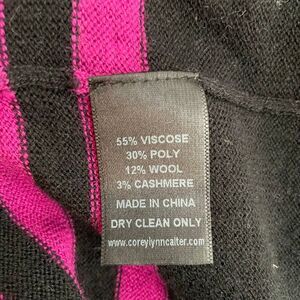 55% VISCOSE
30% POLY
12% WOOL
3% CASHMERE
MADE IN CHINA
DRY CLEAN ONLY
www.coreylynncalter.com